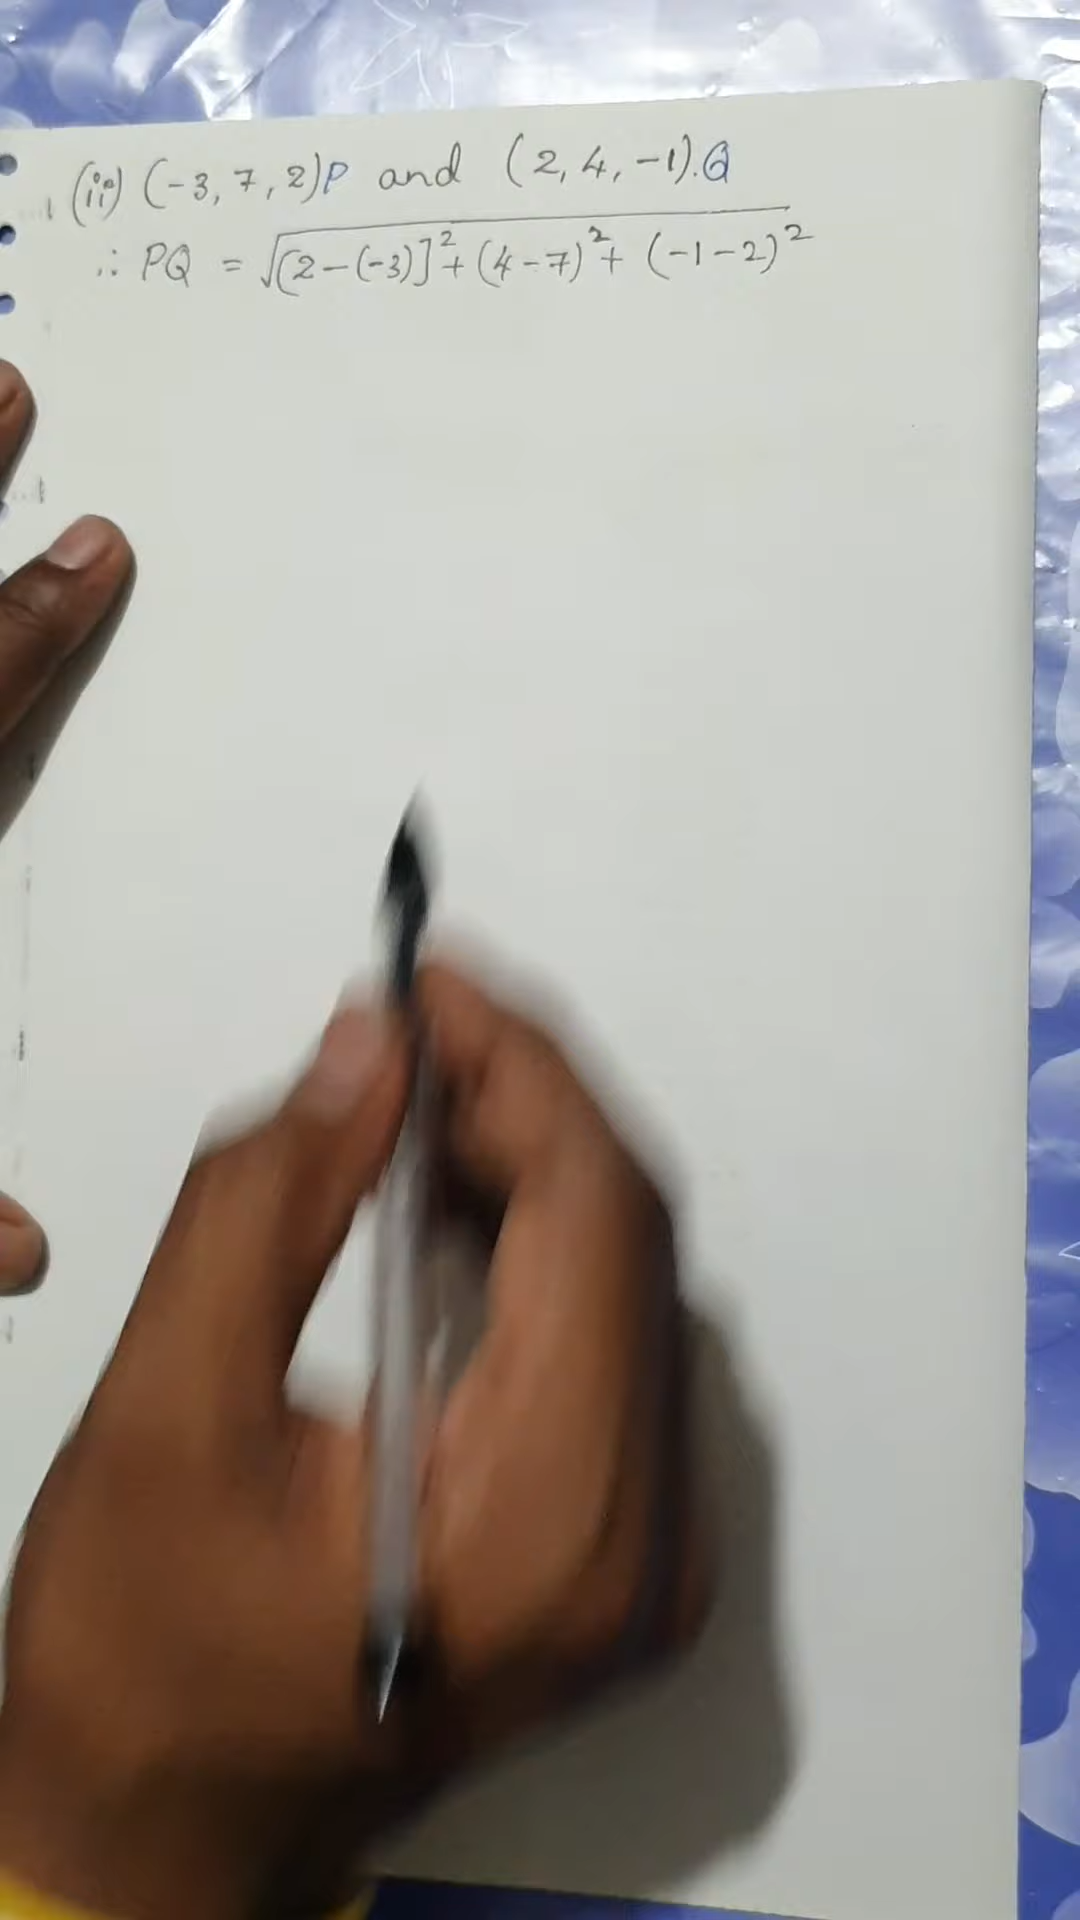 (ii) (-3, 7, 2)P and (2, 4, -1).Q
∴ PQ = √[2-(-3)]² + (4-7)² + (-1-2)²